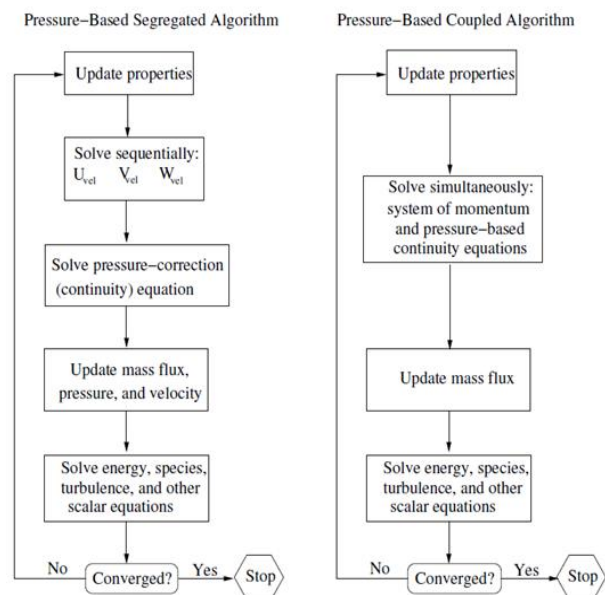 Pressure-Based Segregated Algorithm
Update properties
Solve sequentially:
Uvel Vvel Wvel
Solve pressure-correction
(continuity) equation
Update mass flux,
pressure, and velocity
Solve energy, species,
turbulence, and other
scalar equations
No
Converged?
Yes
Stop
Pressure-Based Coupled Algorithm
Update properties
Solve simultaneously:
system of momentum
and pressure-based
continuity equations
Update mass flux
Solve energy, species,
turbulence, and other
scalar equations
No
Converged?
Yes
Stop